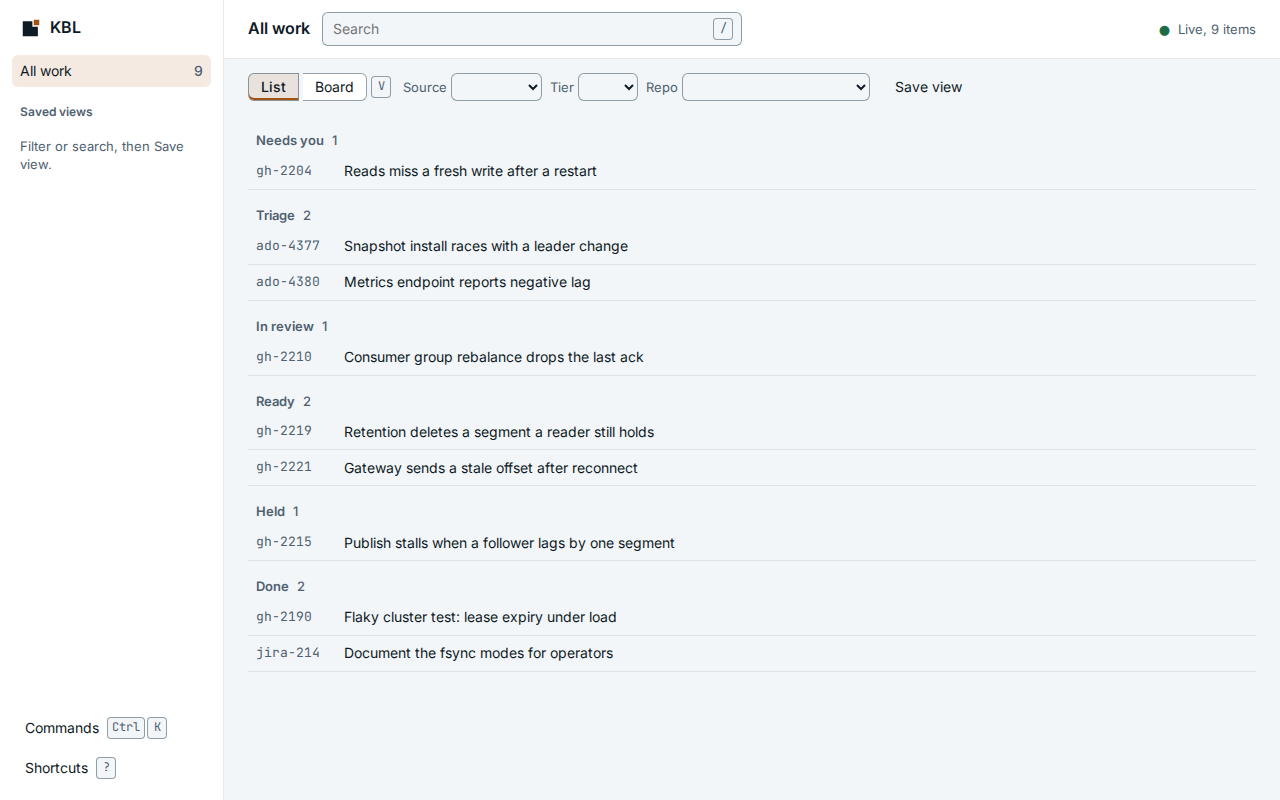 KBL
All work 9
Saved views
Filter or search, then Save
view.
Commands Ctrl K
Shortcuts ?
All work Search /
Live, 9 items
List Board V Source Tier Repo Save view
Needs you 1
gh-2204 Reads miss a fresh write after a restart
Triage 2
ado-4377 Snapshot install races with a leader change
ado-4380 Metrics endpoint reports negative lag
In review 1
gh-2210 Consumer group rebalance drops the last ack
Ready 2
gh-2219 Retention deletes a segment a reader still holds
gh-2221 Gateway sends a stale offset after reconnect
Held 1
gh-2215 Publish stalls when a follower lags by one segment
Done 2
gh-2190 Flaky cluster test: lease expiry under load
jira-214 Document the fsync modes for operators